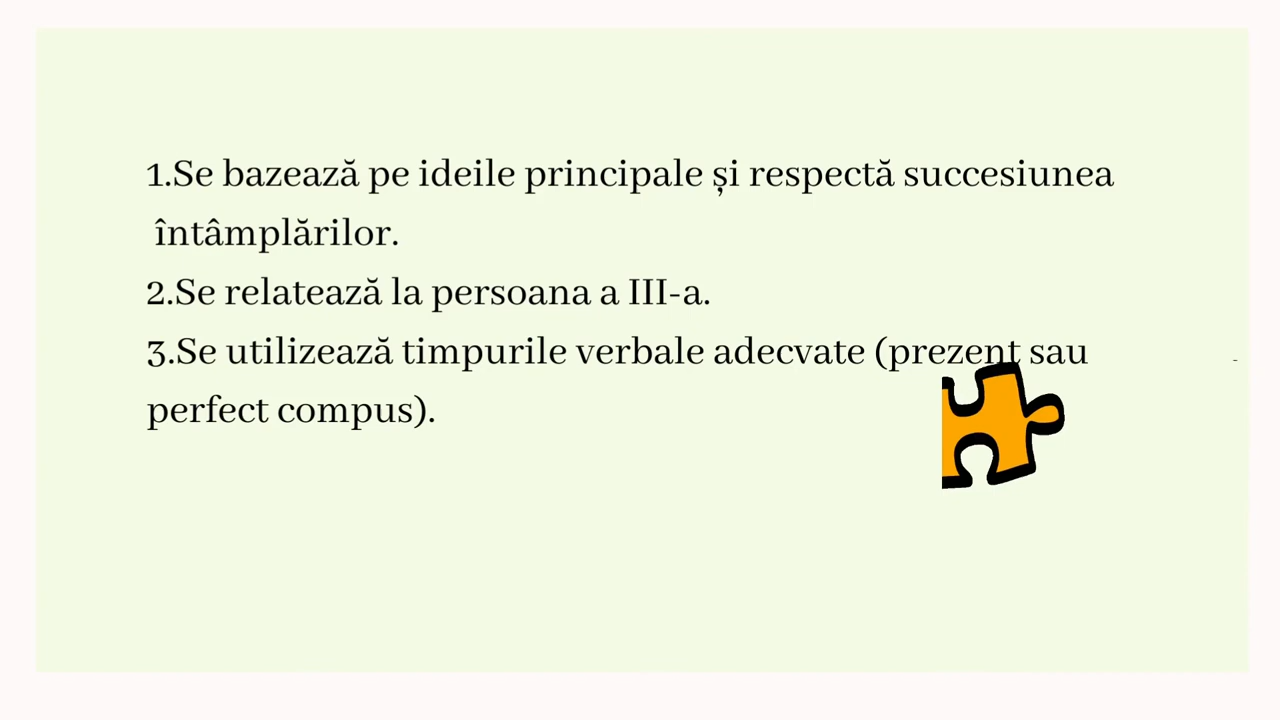 1.Se bazează pe ideile principale și respectă succesiunea
întâmplărilor.
2.Se relatează la persoana a III-a.
3.Se utilizează timpurile verbale adecvate (prezent sau
perfect compus).